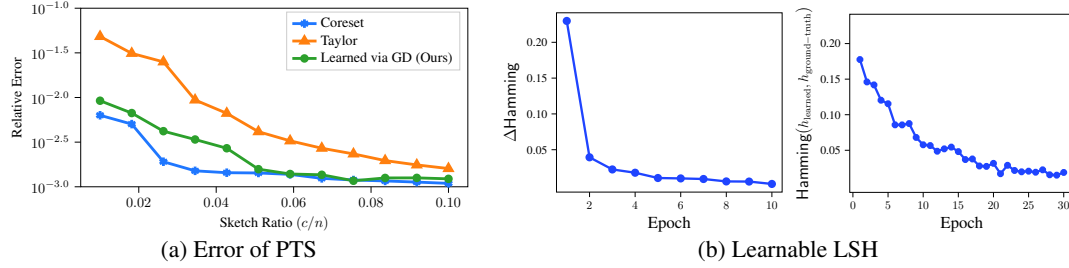 Relative Error
10^−1.0
10^−1.5
10^−2.0
10^−2.5
10^−3.0
Coreset
Taylor
Learned via GD (Ours)
0.02 0.04 0.06 0.08 0.10
Sketch Ratio (c/n)
(a) Error of PTS
ΔHamming
0.20
0.15
0.10
0.05
2 4 6 8 10
Epoch
Hamming(h_learned, h_ground−truth)
0.20
0.15
0.10
0.05
0 5 10 15 20 25 30
Epoch
(b) Learnable LSH